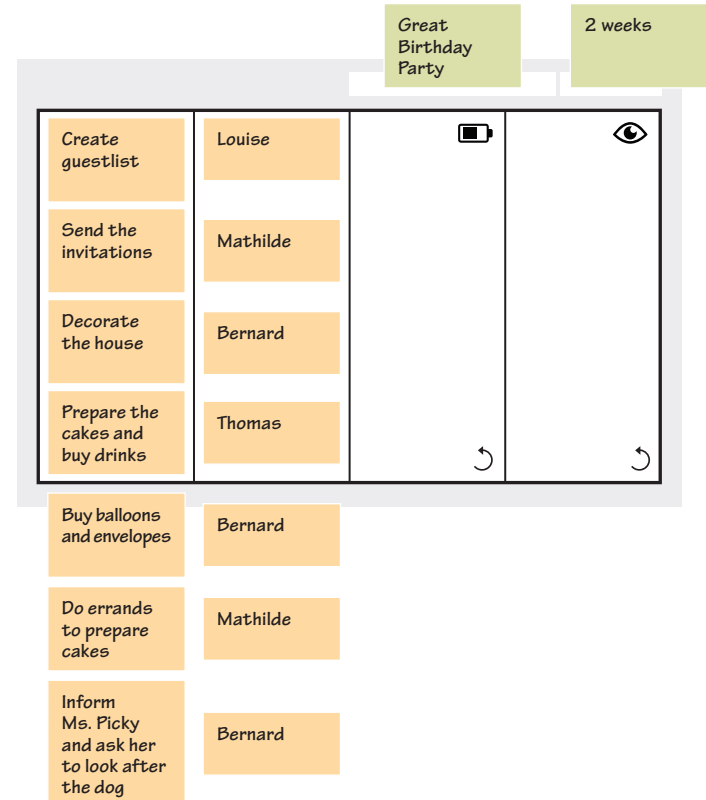 Great
Birthday
Party
2 weeks
Create
guestlist
Louise
Send the
invitations
Mathilde
Decorate
the house
Bernard
Prepare the
cakes and
buy drinks
Thomas
Buy balloons
and envelopes
Bernard
Do errands
to prepare
cakes
Mathilde
Inform
Ms. Picky
and ask her
to look after
the dog
Bernard